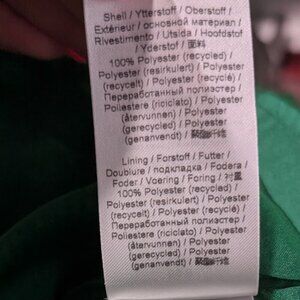 Shell / Ytterstoff / Oberstoff /
Extérieur / основной материал /
Rivestimento / Utsida / Hoofdstof
/ Yderstof / 面料
100% Polyester (recycled) /
Polyester (resirkulert) / Polyester
(recycelt) / Polyester (recyclé) /
Переработанный полиэстер /
Poliestere (riciclato) / Polyester
(återvunnen) / Polyester
(gerecycled) / Polyester
(genanvendt) / 聚酯纤维
Lining / Forstoff / Futter /
Doublure / подкладка / Fodera /
Foder / Voering / Foring / 衬里
100% Polyester (recycled) /
Polyester (resirkulert) / Polyester
(recycelt) / Polyester (recyclé) /
Переработанный полиэстер /
Poliestere (riciclato) / Polyester
(återvunnen) / Polyester
(gerecycled) / Polyester
(genanvendt) / 聚酯纤维